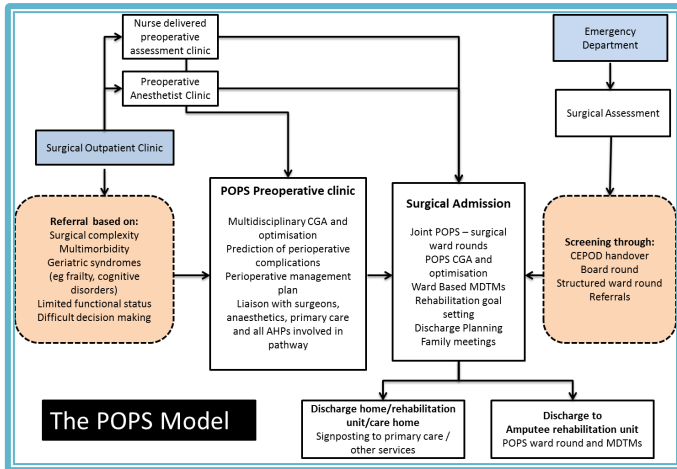 Nurse delivered
preoperative
assessment clinic
Preoperative
Anesthetist Clinic
Surgical Outpatient Clinic
Emergency
Department
Surgical Assessment
Referral based on:
Surgical complexity
Multimorbidity
Geriatric syndromes
(eg frailty, cognitive
disorders)
Limited functional status
Difficult decision making
POPS Preoperative clinic
Multidisciplinary CGA and
optimisation
Prediction of perioperative
complications
Perioperative management
plan
Liaison with surgeons,
anaesthetics, primary care
and all AHPs involved in
pathway
Surgical Admission
Joint POPS – surgical
ward rounds
POPS CGA and
optimisation
Ward Based MDTMs
Rehabilitation goal
setting
Discharge Planning
Family meetings
Screening through:
CEPOD handover
Board round
Structured ward round
Referrals
The POPS Model
Discharge home/rehabilitation
unit/care home
Signposting to primary care /
other services
Discharge to
Amputee rehabilitation unit
POPS ward round and MDTMs